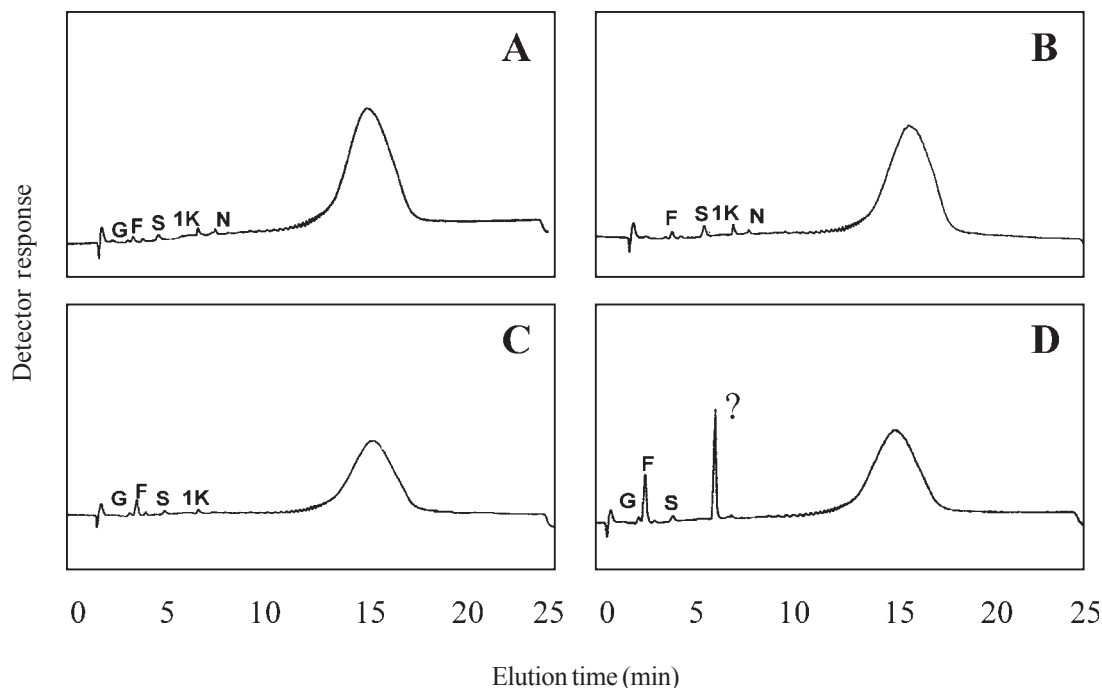 A
G F S 1K N
B
F S 1K N
C
G F S 1K
D
G F S ?
Detector response
0 5 10 15 20 25
0 5 10 15 20 25
Elution time (min)